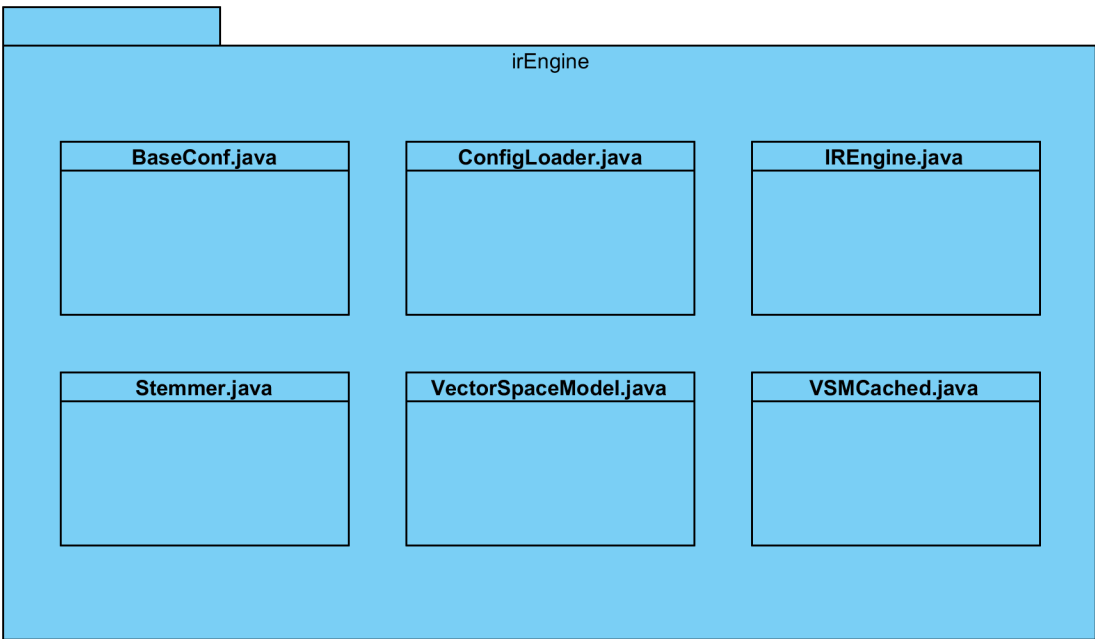 irEngine
BaseConf.java
ConfigLoader.java
IREngine.java
Stemmer.java
VectorSpaceModel.java
VSMCached.java